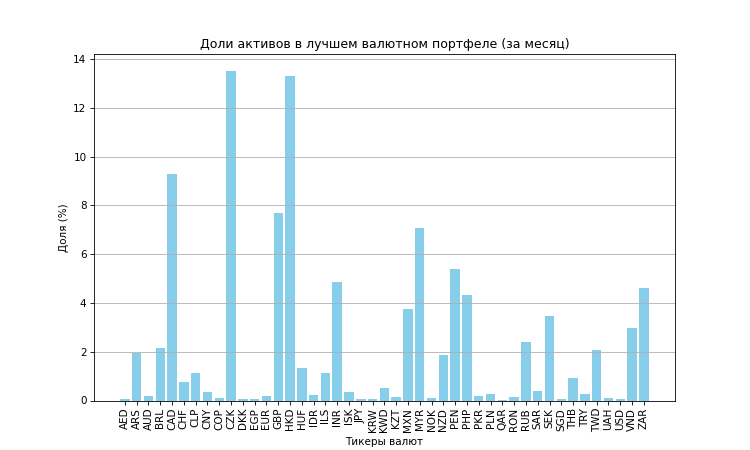 Доли активов в лучшем валютном портфеле (за месяц)
Доля (%)
14
12
10
8
6
4
2
0
AED ARS AUD BRL CAD CHF CLP CNY COP CZK DKK EGP EUR GBP HKD HUF IDR ILS INR ISK JPY KRW KWD KZT MXN MYR NOK NZD PEN PHP PKR PLN QAR RON RUB SAR SEK SGD THB TRY TWD UAH USD VND ZAR
Тикеры валют